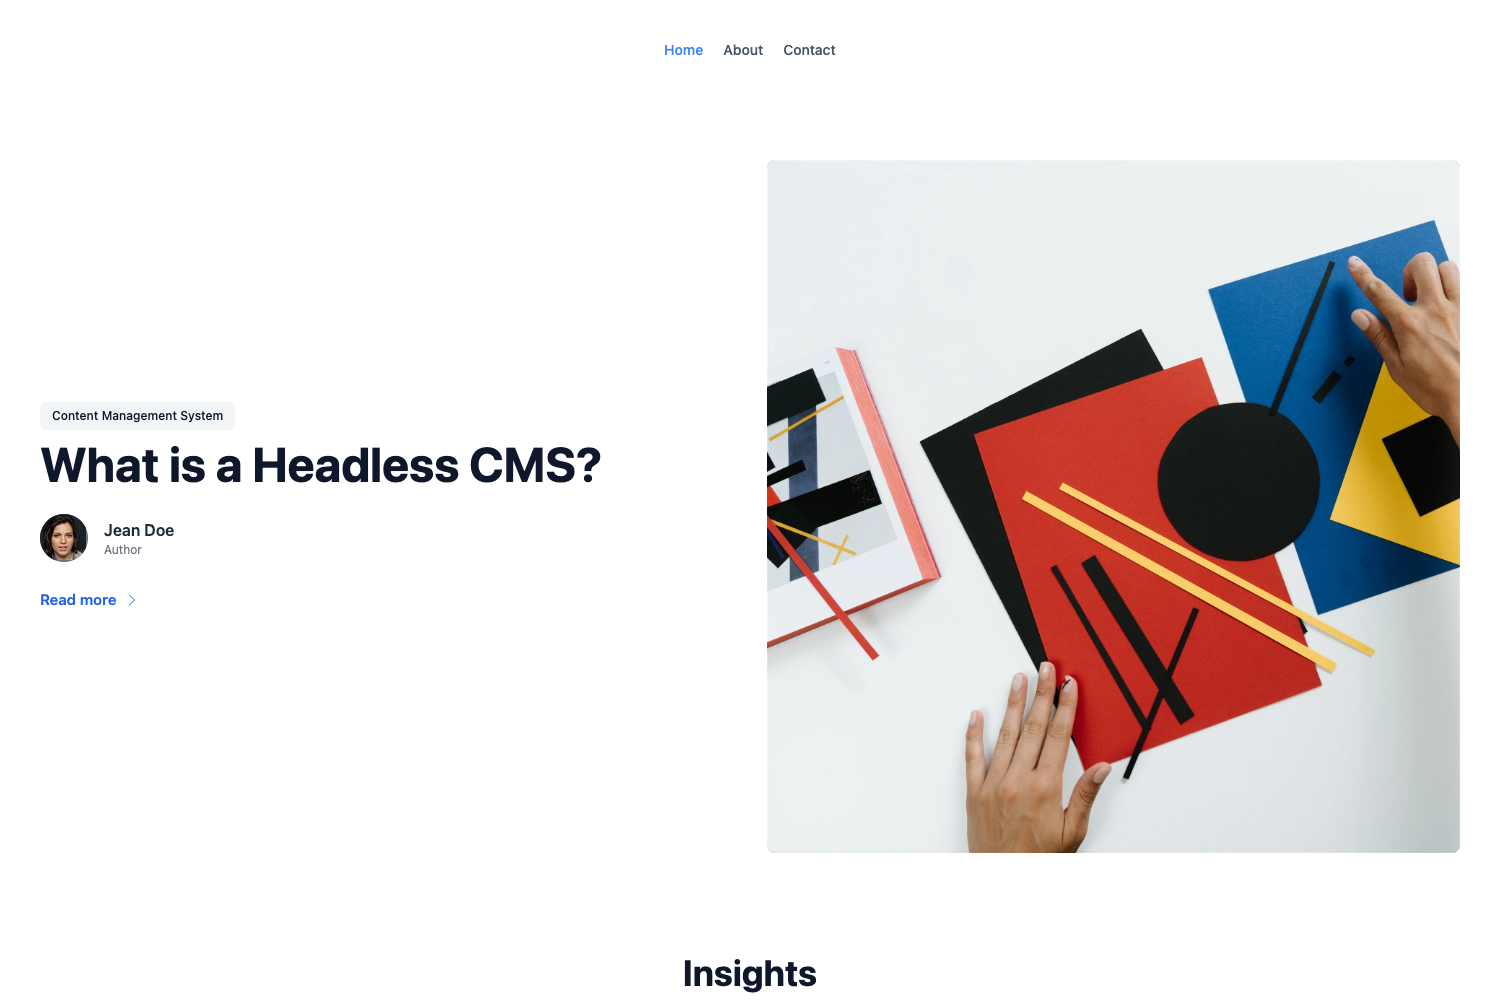 Home About Contact
Content Management System
What is a Headless CMS?
Jean Doe
Author
Read more
Insights